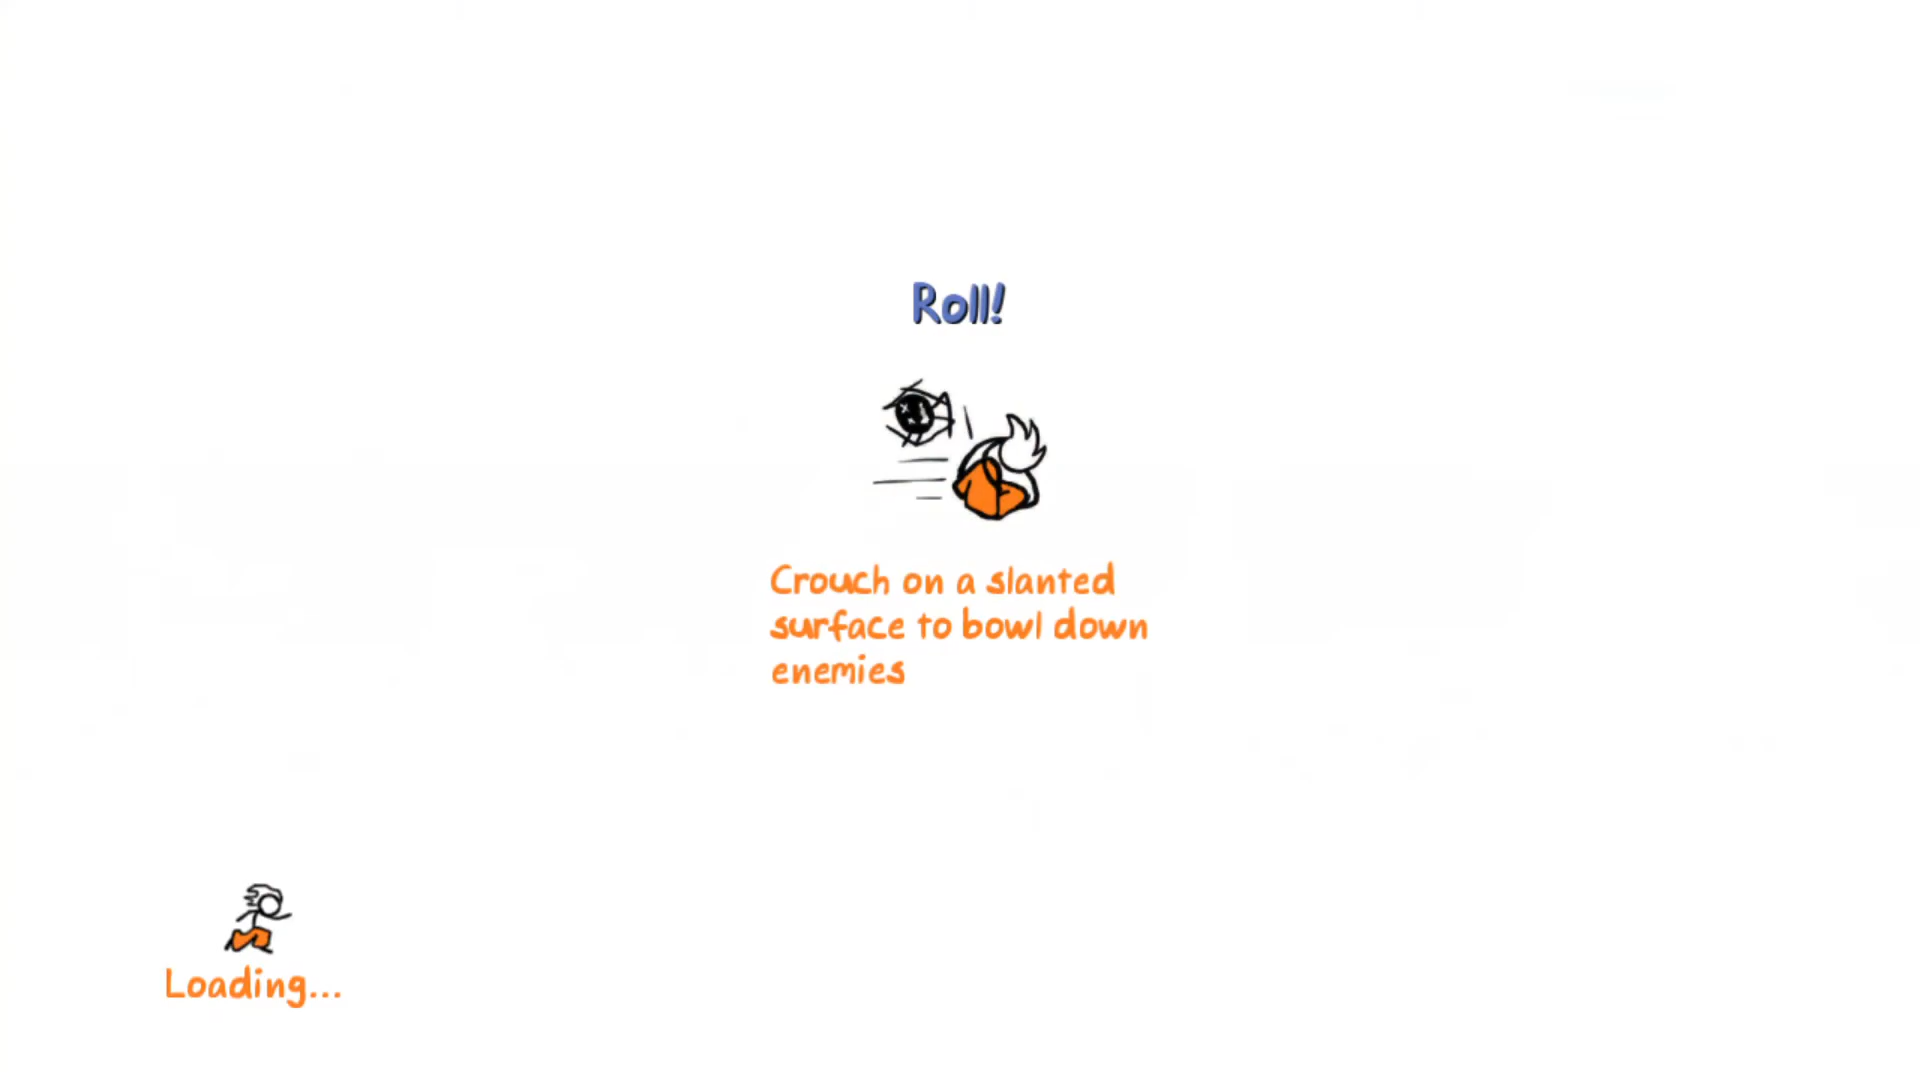 Roll!
Crouch on a slanted
surface to bowl down
enemies
Loading...